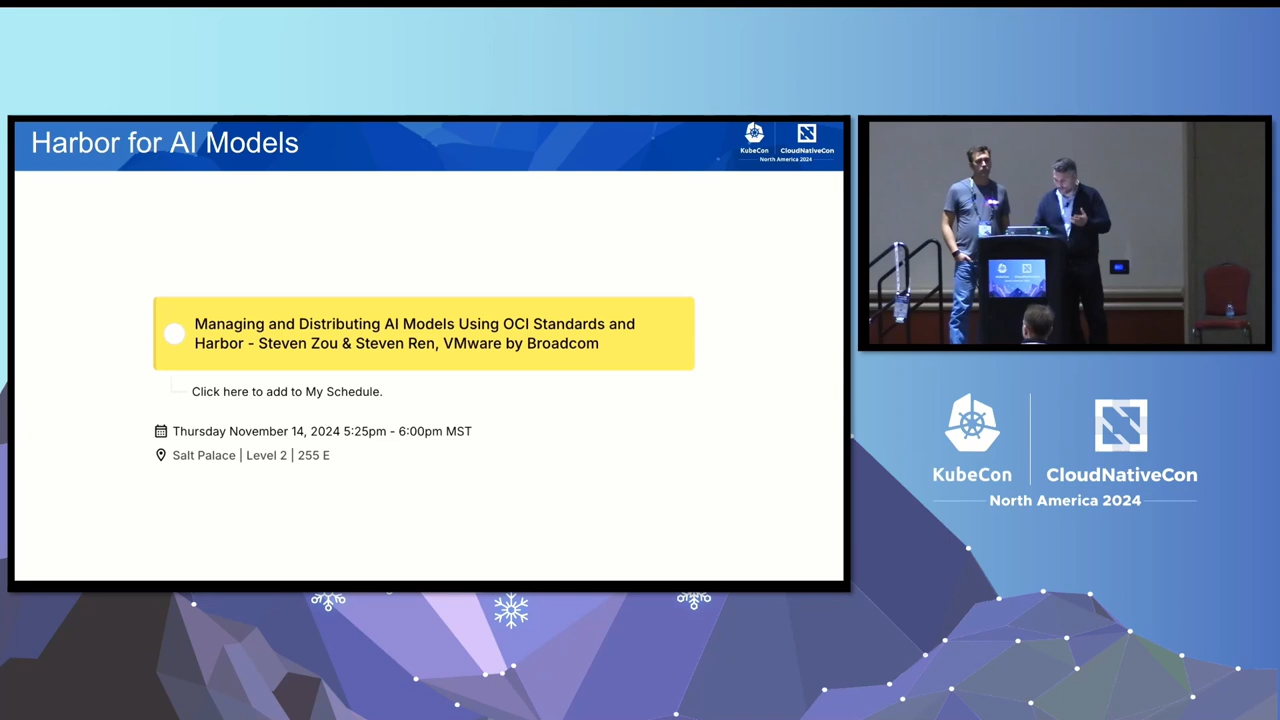 Harbor for AI Models
KubeCon
CloudNativeCon
North America 2024
Managing and Distributing AI Models Using OCI Standards and
Harbor - Steven Zou & Steven Ren, VMware by Broadcom
Click here to add to My Schedule.
Thursday November 14, 2024 5:25pm - 6:00pm MST
Salt Palace | Level 2 | 255 E
KubeCon
CloudNativeCon
North America 2024